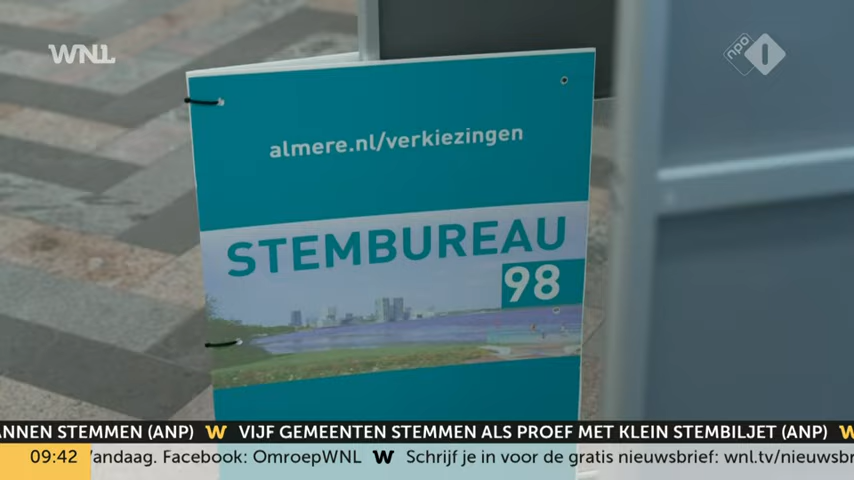 WNL
npo 1
almere.nl/verkiezingen
STEMBUREAU
98
ANNEN STEMMEN (ANP) W VIJF GEMEENTEN STEMMEN ALS PROEF MET KLEIN STEMBILJET (ANP) W
09:42 Vandaag. Facebook: OmroepWNL W Schrijf je in voor de gratis nieuwsbrief: wnl.tv/nieuwsbr